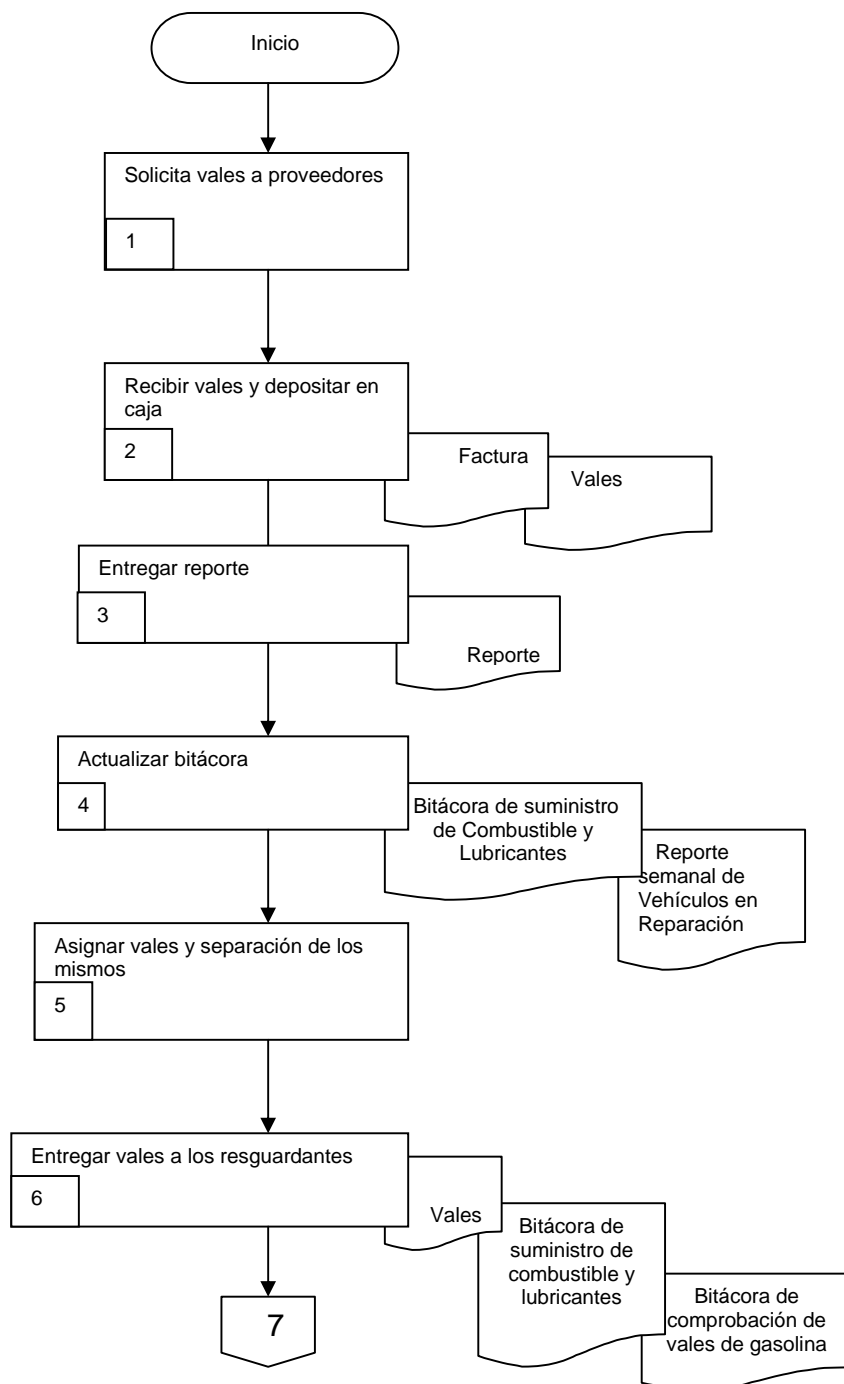 Inicio
Solicita vales a proveedores
1
Recibir vales y depositar en
caja
2
Factura
Vales
Entregar reporte
3
Reporte
Actualizar bitácora
4
Bitácora de suministro
de Combustible y
Lubricantes
Reporte
semanal de
Vehículos en
Reparación
Asignar vales y separación de los
mismos
5
Entregar vales a los resguardantes
6
Vales
Bitácora de
suministro de
combustible y
lubricantes
Bitácora de
comprobación de
vales de gasolina
7